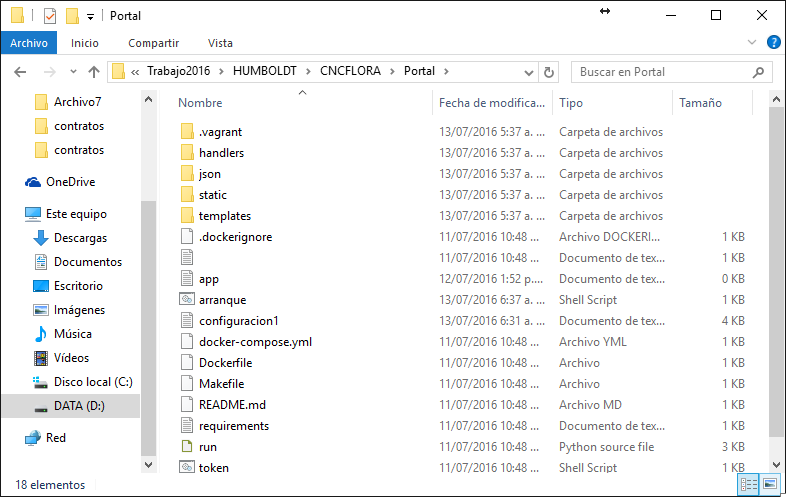 Portal
Archivo Inicio Compartir Vista
« Trabajo2016 > HUMBOLDT > CNCFLORA > Portal > Buscar en Portal
Archivo7
contratos
contratos
OneDrive
Este equipo
Descargas
Documentos
Escritorio
Imágenes
Música
Vídeos
Disco local (C:)
DATA (D:)
Red
Nombre Fecha de modifica... Tipo Tamaño
.vagrant 13/07/2016 5:37 a. ... Carpeta de archivos
handlers 13/07/2016 5:37 a. ... Carpeta de archivos
json 13/07/2016 5:37 a. ... Carpeta de archivos
static 13/07/2016 5:37 a. ... Carpeta de archivos
templates 13/07/2016 5:37 a. ... Carpeta de archivos
.dockerignore 11/07/2016 10:48 ... Archivo DOCKERI... 1 KB
11/07/2016 10:48 ... Documento de tex... 1 KB
app 12/07/2016 1:52 p.... Documento de tex... 0 KB
arranque 13/07/2016 6:37 a. ... Shell Script 1 KB
configuracion1 13/07/2016 6:31 a. ... Documento de tex... 4 KB
docker-compose.yml 11/07/2016 10:48 ... Archivo YML 1 KB
Dockerfile 11/07/2016 10:48 ... Archivo 1 KB
Makefile 11/07/2016 10:48 ... Archivo 1 KB
README.md 11/07/2016 10:48 ... Archivo MD 1 KB
requirements 11/07/2016 10:48 ... Documento de tex... 1 KB
run 11/07/2016 10:48 ... Python source file 3 KB
token 11/07/2016 10:48 ... Shell Script 1 KB
18 elementos